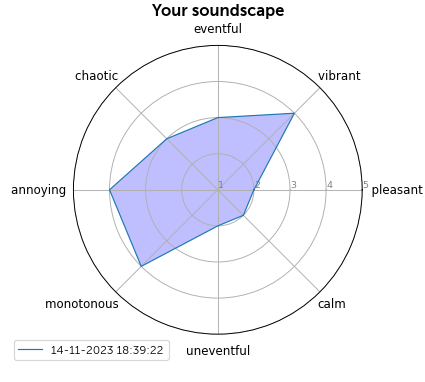 Your soundscape
eventful
chaotic
vibrant
annoying
1 2 3 4 5
pleasant
monotonous
calm
uneventful
14-11-2023 18:39:22